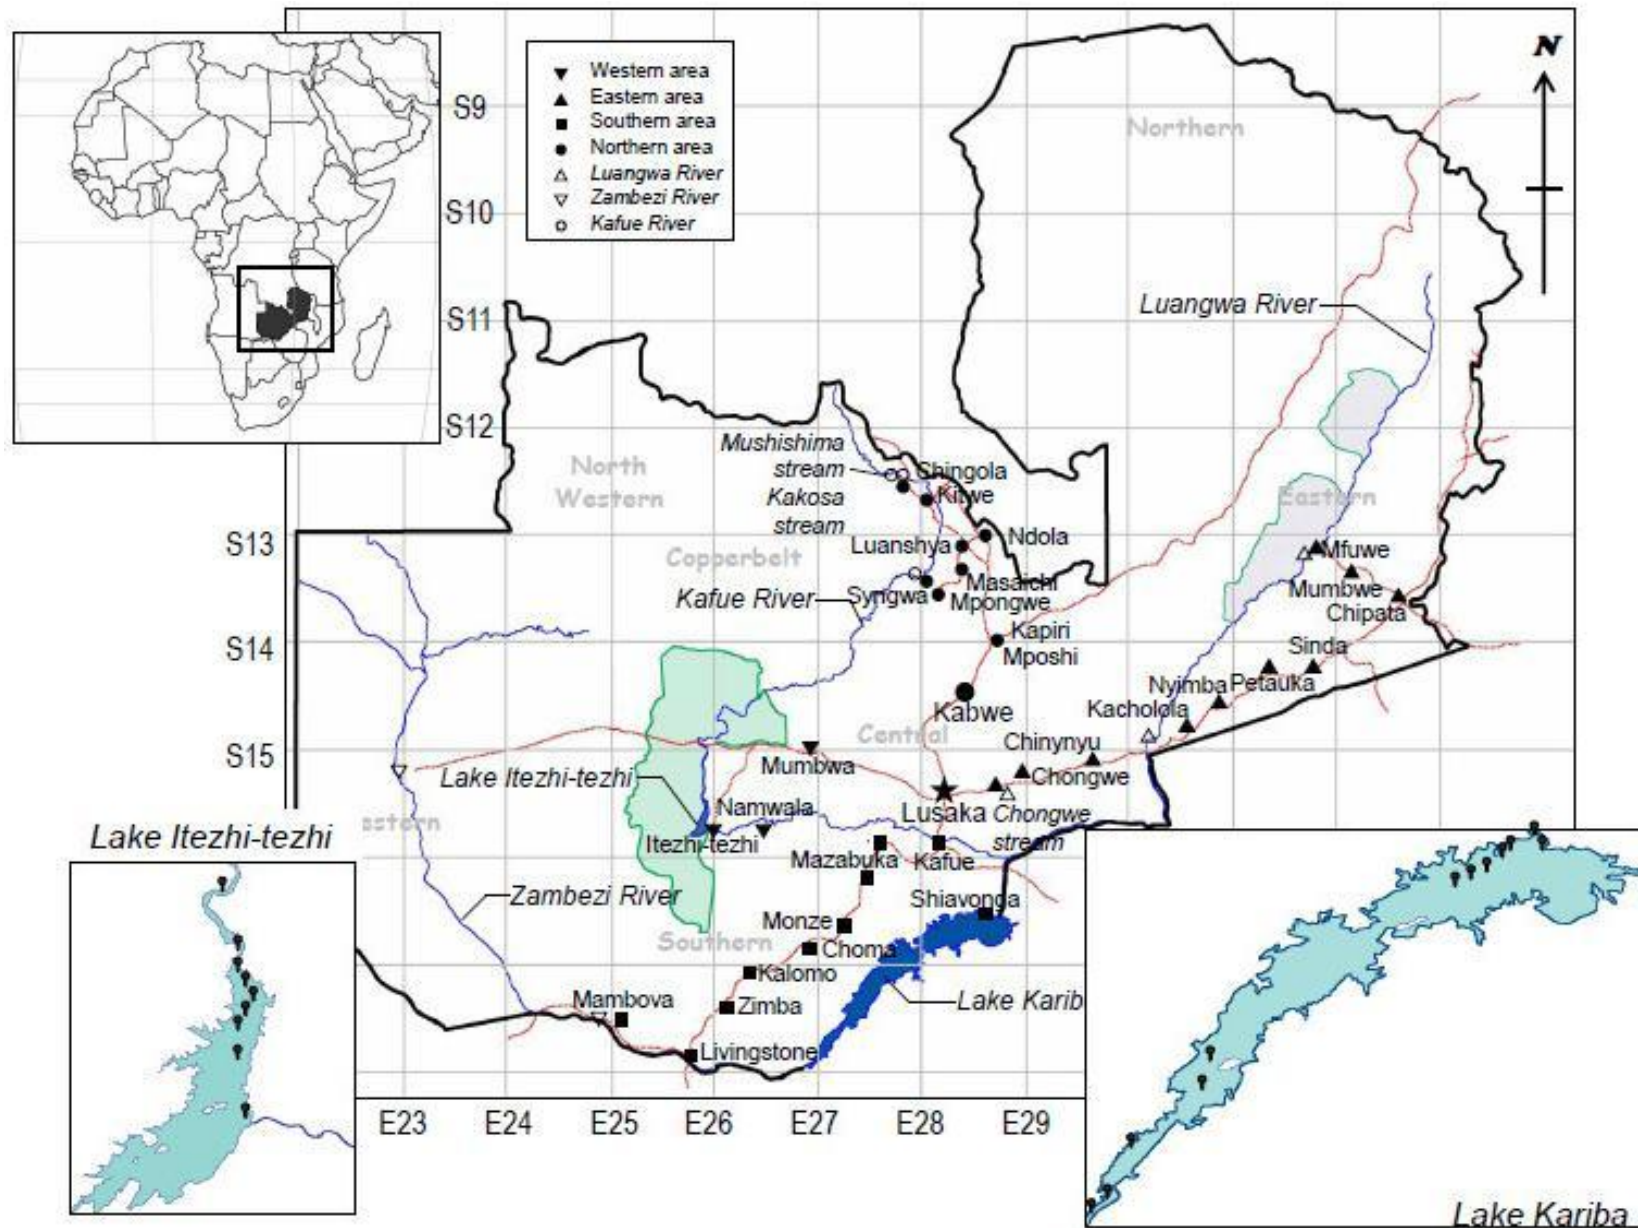 N
Western area
Eastern area
Southern area
Northern area
Luangwa River
Zambezi River
Kafue River
S9
S10
S11
S12
S13
S14
S15
Northern
Luangwa River
Mushishima
stream
Kakosa
stream
North
Western
Chingola
Kitwe
Eastern
Ndola
Luanshya
Copperbelt
Masaichi
Mfuwe
Mumbwe
Chipata
Kafue River
Syngwa
Mpongwe
Kapiri
Mposhi
Sinda
Nyimba
Petauka
Kacholola
Kabwe
Central
Chinynyu
Chongwe
Mumbwa
Lake Itezhi-tezhi
Namwala
Lusaka
Chongwe
stream
estern
Itezhi-tezhi
Mazabuka
Kafue
Lake Itezhi-tezhi
Zambezi River
Shiavonga
Monze
Southern
Choma
Kalomo
Mambova
Zimba
Lake Karib
Livingstone
E23
E24
E25
E26
E27
E28
E29
Lake Kariba